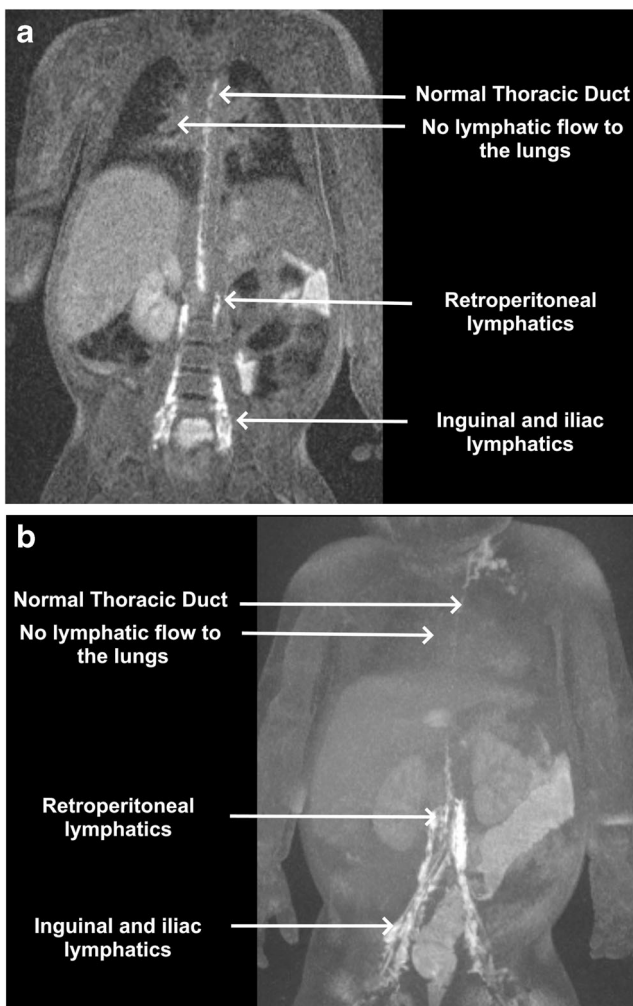 a
Normal Thoracic Duct
No lymphatic flow to
the lungs
Retroperitoneal
lymphatics
Inguinal and iliac
lymphatics
b
Normal Thoracic Duct
No lymphatic flow to
the lungs
Retroperitoneal
lymphatics
Inguinal and iliac
lymphatics